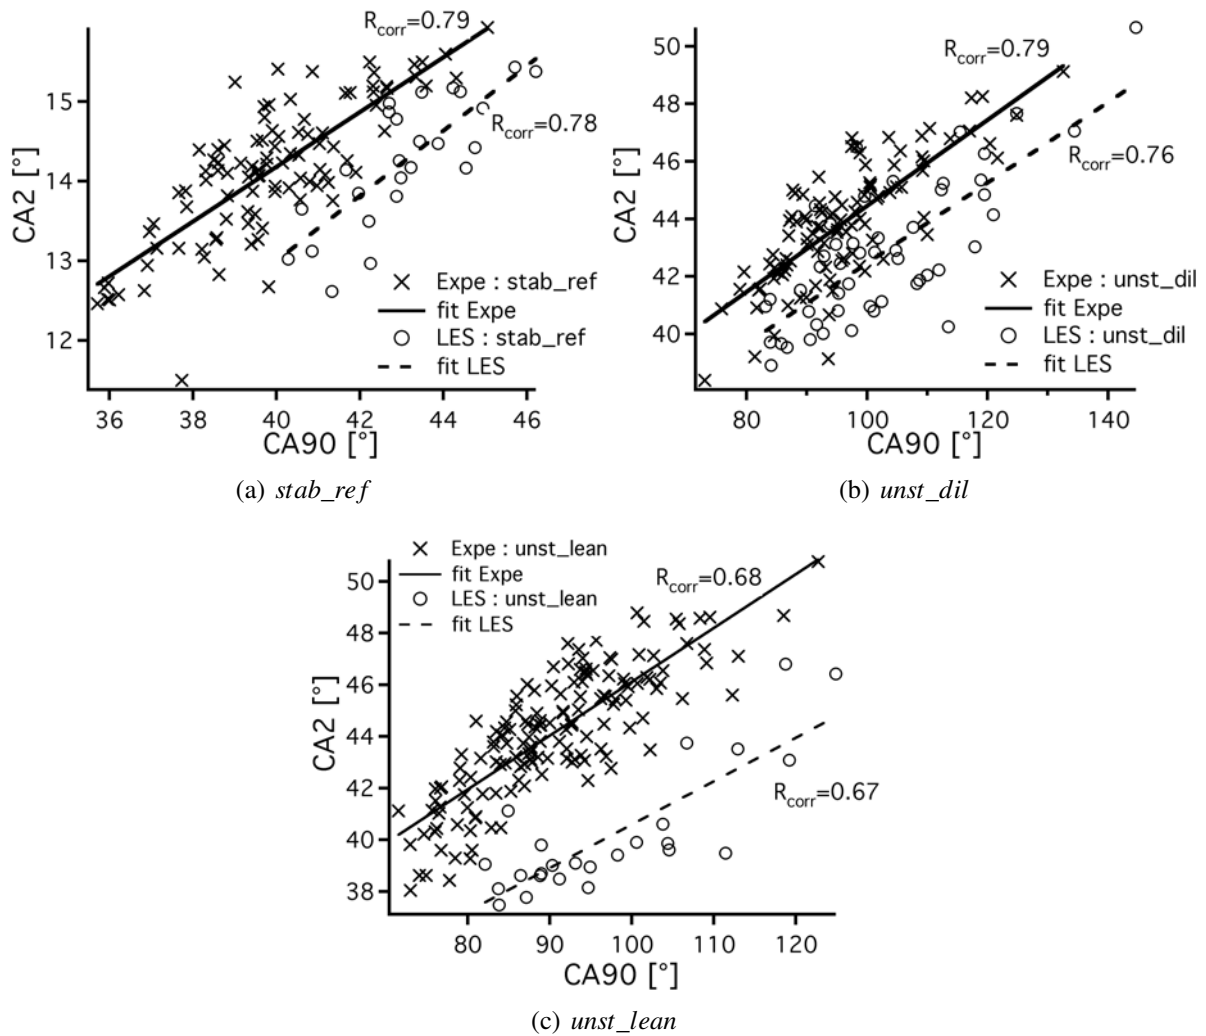 R_corr=0.79
R_corr=0.78
15
14
13
12
CA2 [°]
× Expe : stab_ref
fit Expe
○ LES : stab_ref
fit LES
36 38 40 42 44 46
CA90 [°]
(a) stab_ref
R_corr=0.79
R_corr=0.76
50
48
46
44
42
40
CA2 [°]
× Expe : unst_dil
fit Expe
○ LES : unst_dil
fit LES
80 100 120 140
CA90 [°]
(b) unst_dil
× Expe : unst_lean
fit Expe
○ LES : unst_lean
fit LES
R_corr=0.68
R_corr=0.67
50
48
46
44
42
40
38
CA2 [°]
80 90 100 110 120
CA90 [°]
(c) unst_lean